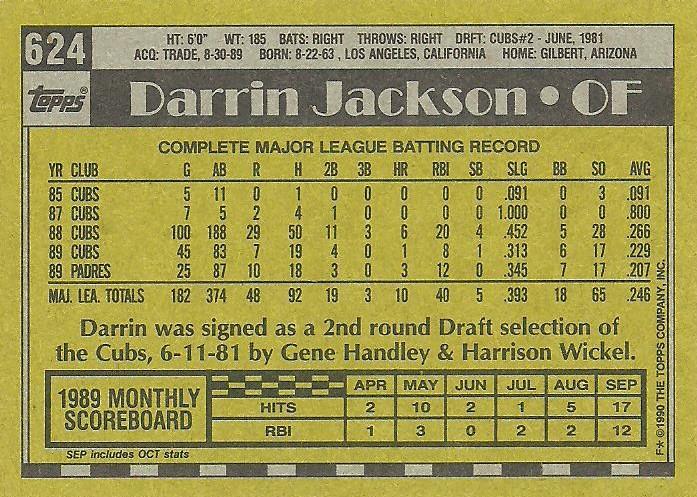 624
HT: 6'0" WT: 185 BATS: RIGHT THROWS: RIGHT DRFT: CUBS#2 - JUNE, 1981
ACQ: TRADE, 8-30-89 BORN: 8-22-63 , LOS ANGELES, CALIFORNIA HOME: GILBERT, ARIZONA
Topps® Darrin Jackson • OF
COMPLETE MAJOR LEAGUE BATTING RECORD
YR CLUB G AB R H 2B 3B HR RBI SB SLG BB SO AVG
85 CUBS 5 11 0 1 0 0 0 0 0 .091 0 3 .091
87 CUBS 7 5 2 4 1 0 0 0 0 1.000 0 0 .800
88 CUBS 100 188 29 50 11 3 6 20 4 .452 5 28 .266
89 CUBS 45 83 7 19 4 0 1 8 1 .313 6 17 .229
89 PADRES 25 87 10 18 3 0 3 12 0 .345 7 17 .207
MAJ. LEA. TOTALS 182 374 48 92 19 3 10 40 5 .393 18 65 .246
Darrin was signed as a 2nd round Draft selection of
the Cubs, 6-11-81 by Gene Handley & Harrison Wickel.
1989 MONTHLY
SCOREBOARD
APR MAY JUN JUL AUG SEP
HITS 2 10 2 1 5 17
RBI 1 3 0 2 2 12
SEP includes OCT stats
F* © 1990 THE TOPPS COMPANY, INC.